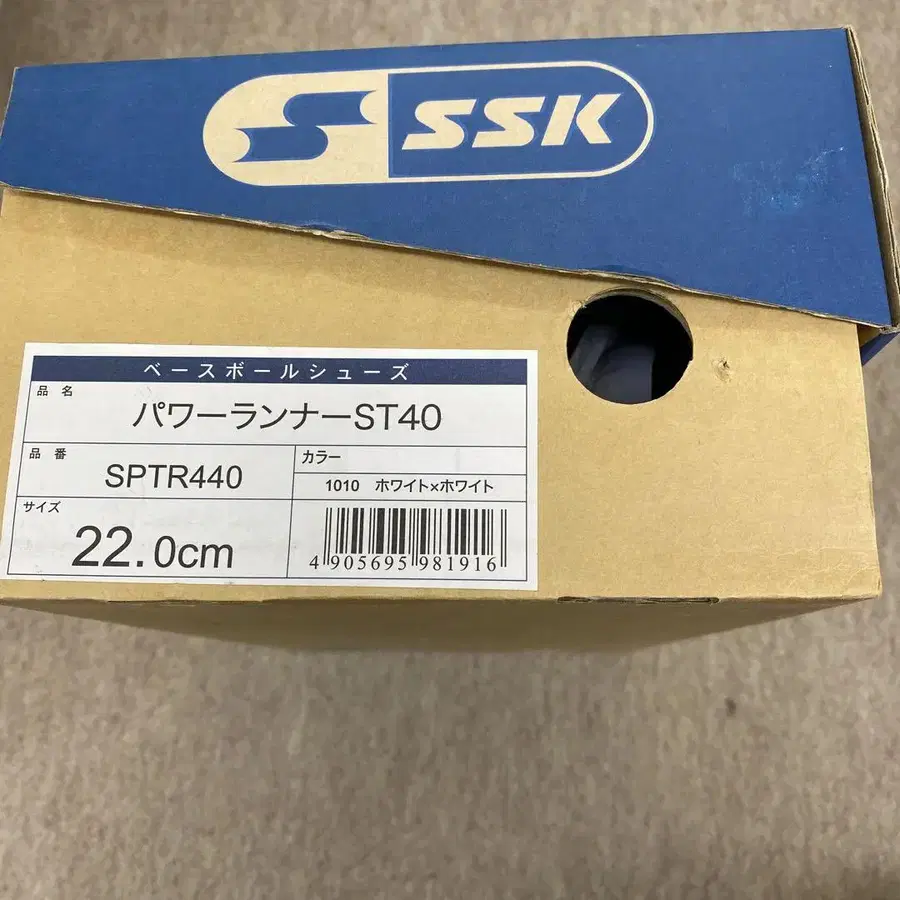 SSK
ベースボールシューズ
品名
パワーランナーST40
品番
SPTR440
カラー
1010 ホワイト×ホワイト
サイズ
22.0cm
4 905695 981916